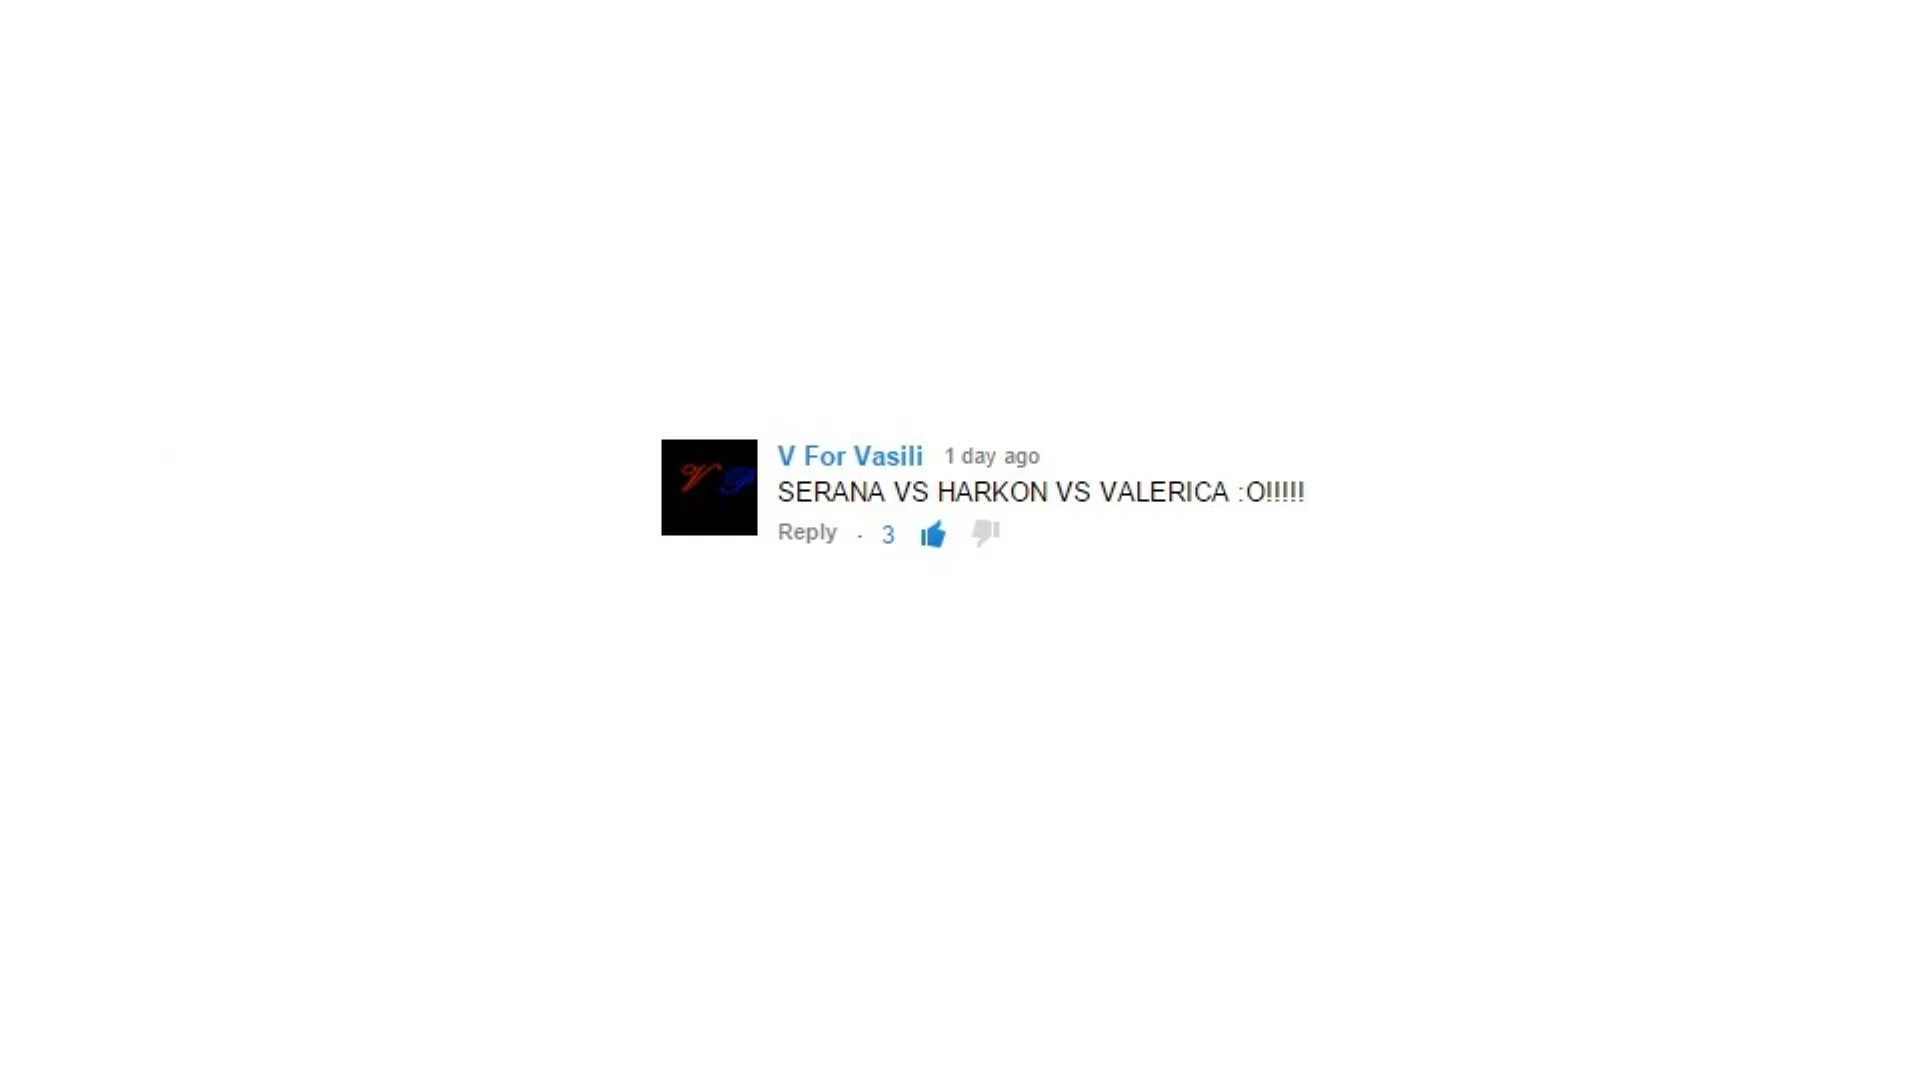 V P
V For Vasili 1 day ago
SERANA VS HARKON VS VALERICA :O!!!!!
Reply · 3